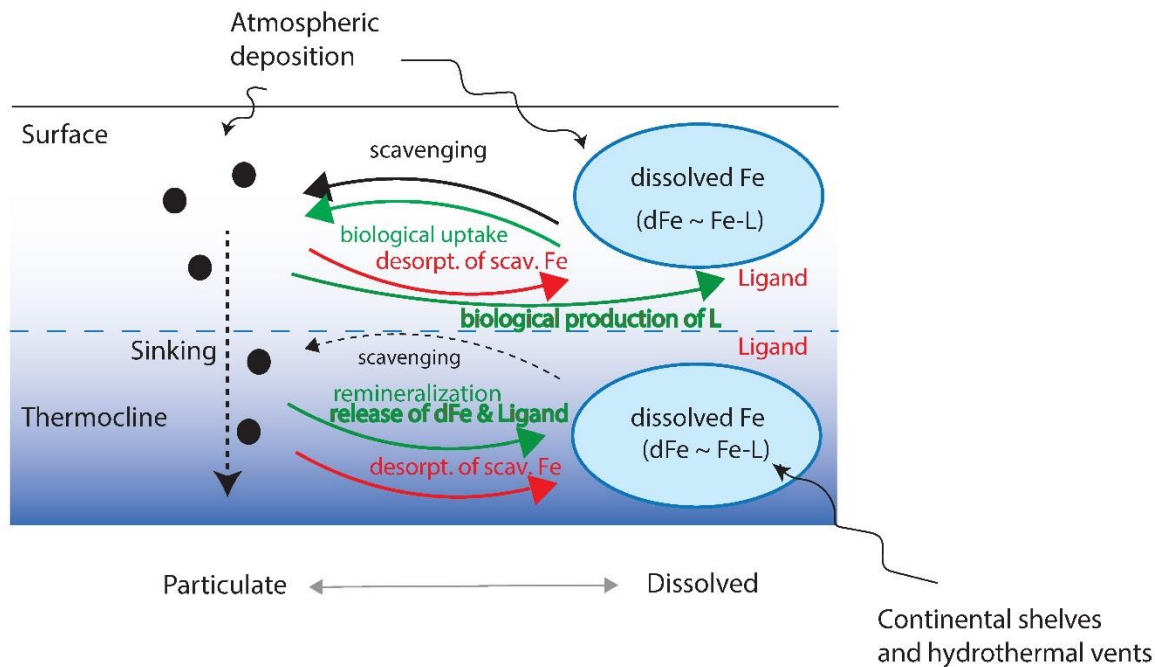 Atmospheric
deposition
Surface
scavenging
dissolved Fe
(dFe ~ Fe-L)
biological uptake
desorpt. of scav. Fe
Ligand
biological production of L
Sinking
Ligand
scavenging
Thermocline
remineralization
release of dFe & Ligand
dissolved Fe
(dFe ~ Fe-L)
desorpt. of scav. Fe
Particulate
Dissolved
Continental shelves
and hydrothermal vents